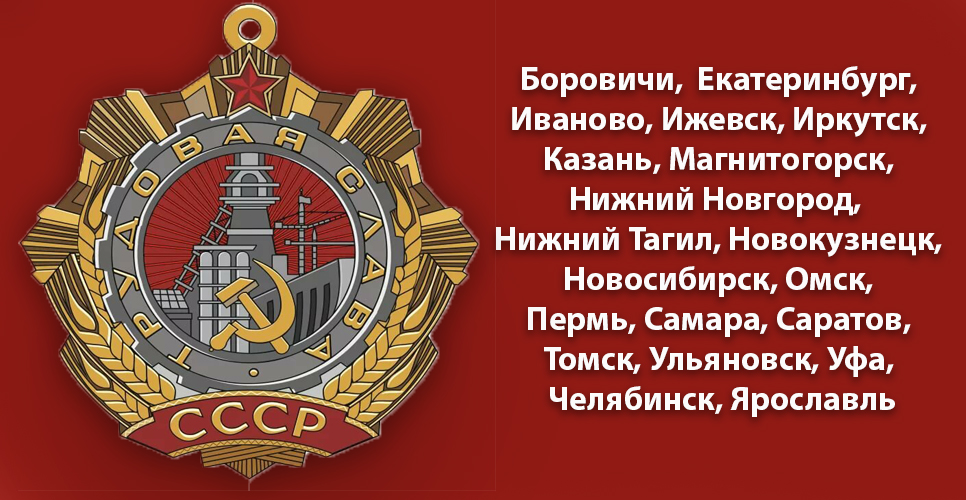 ТРУДОВАЯ СЛАВА
СССР
Боровичи, Екатеринбург,
Иваново, Ижевск, Иркутск,
Казань, Магнитогорск,
Нижний Новгород,
Нижний Тагил, Новокузнецк,
Новосибирск, Омск,
Пермь, Самара, Саратов,
Томск, Ульяновск, Уфа,
Челябинск, Ярославль